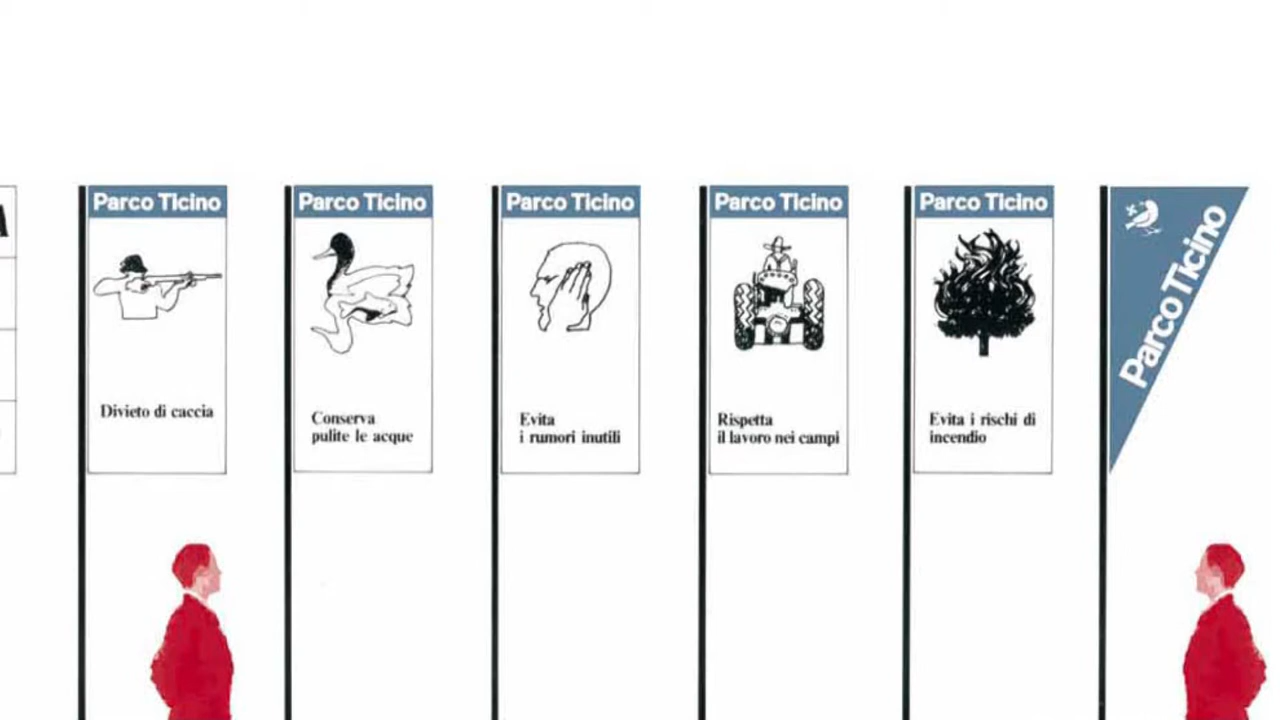 A
Parco Ticino
Divieto di caccia
Parco Ticino
Conserva
pulite le acque
Parco Ticino
Evita
i rumori inutili
Parco Ticino
Rispetta
il lavoro nei campi
Parco Ticino
Evita i rischi di
incendio
Parco Ticino